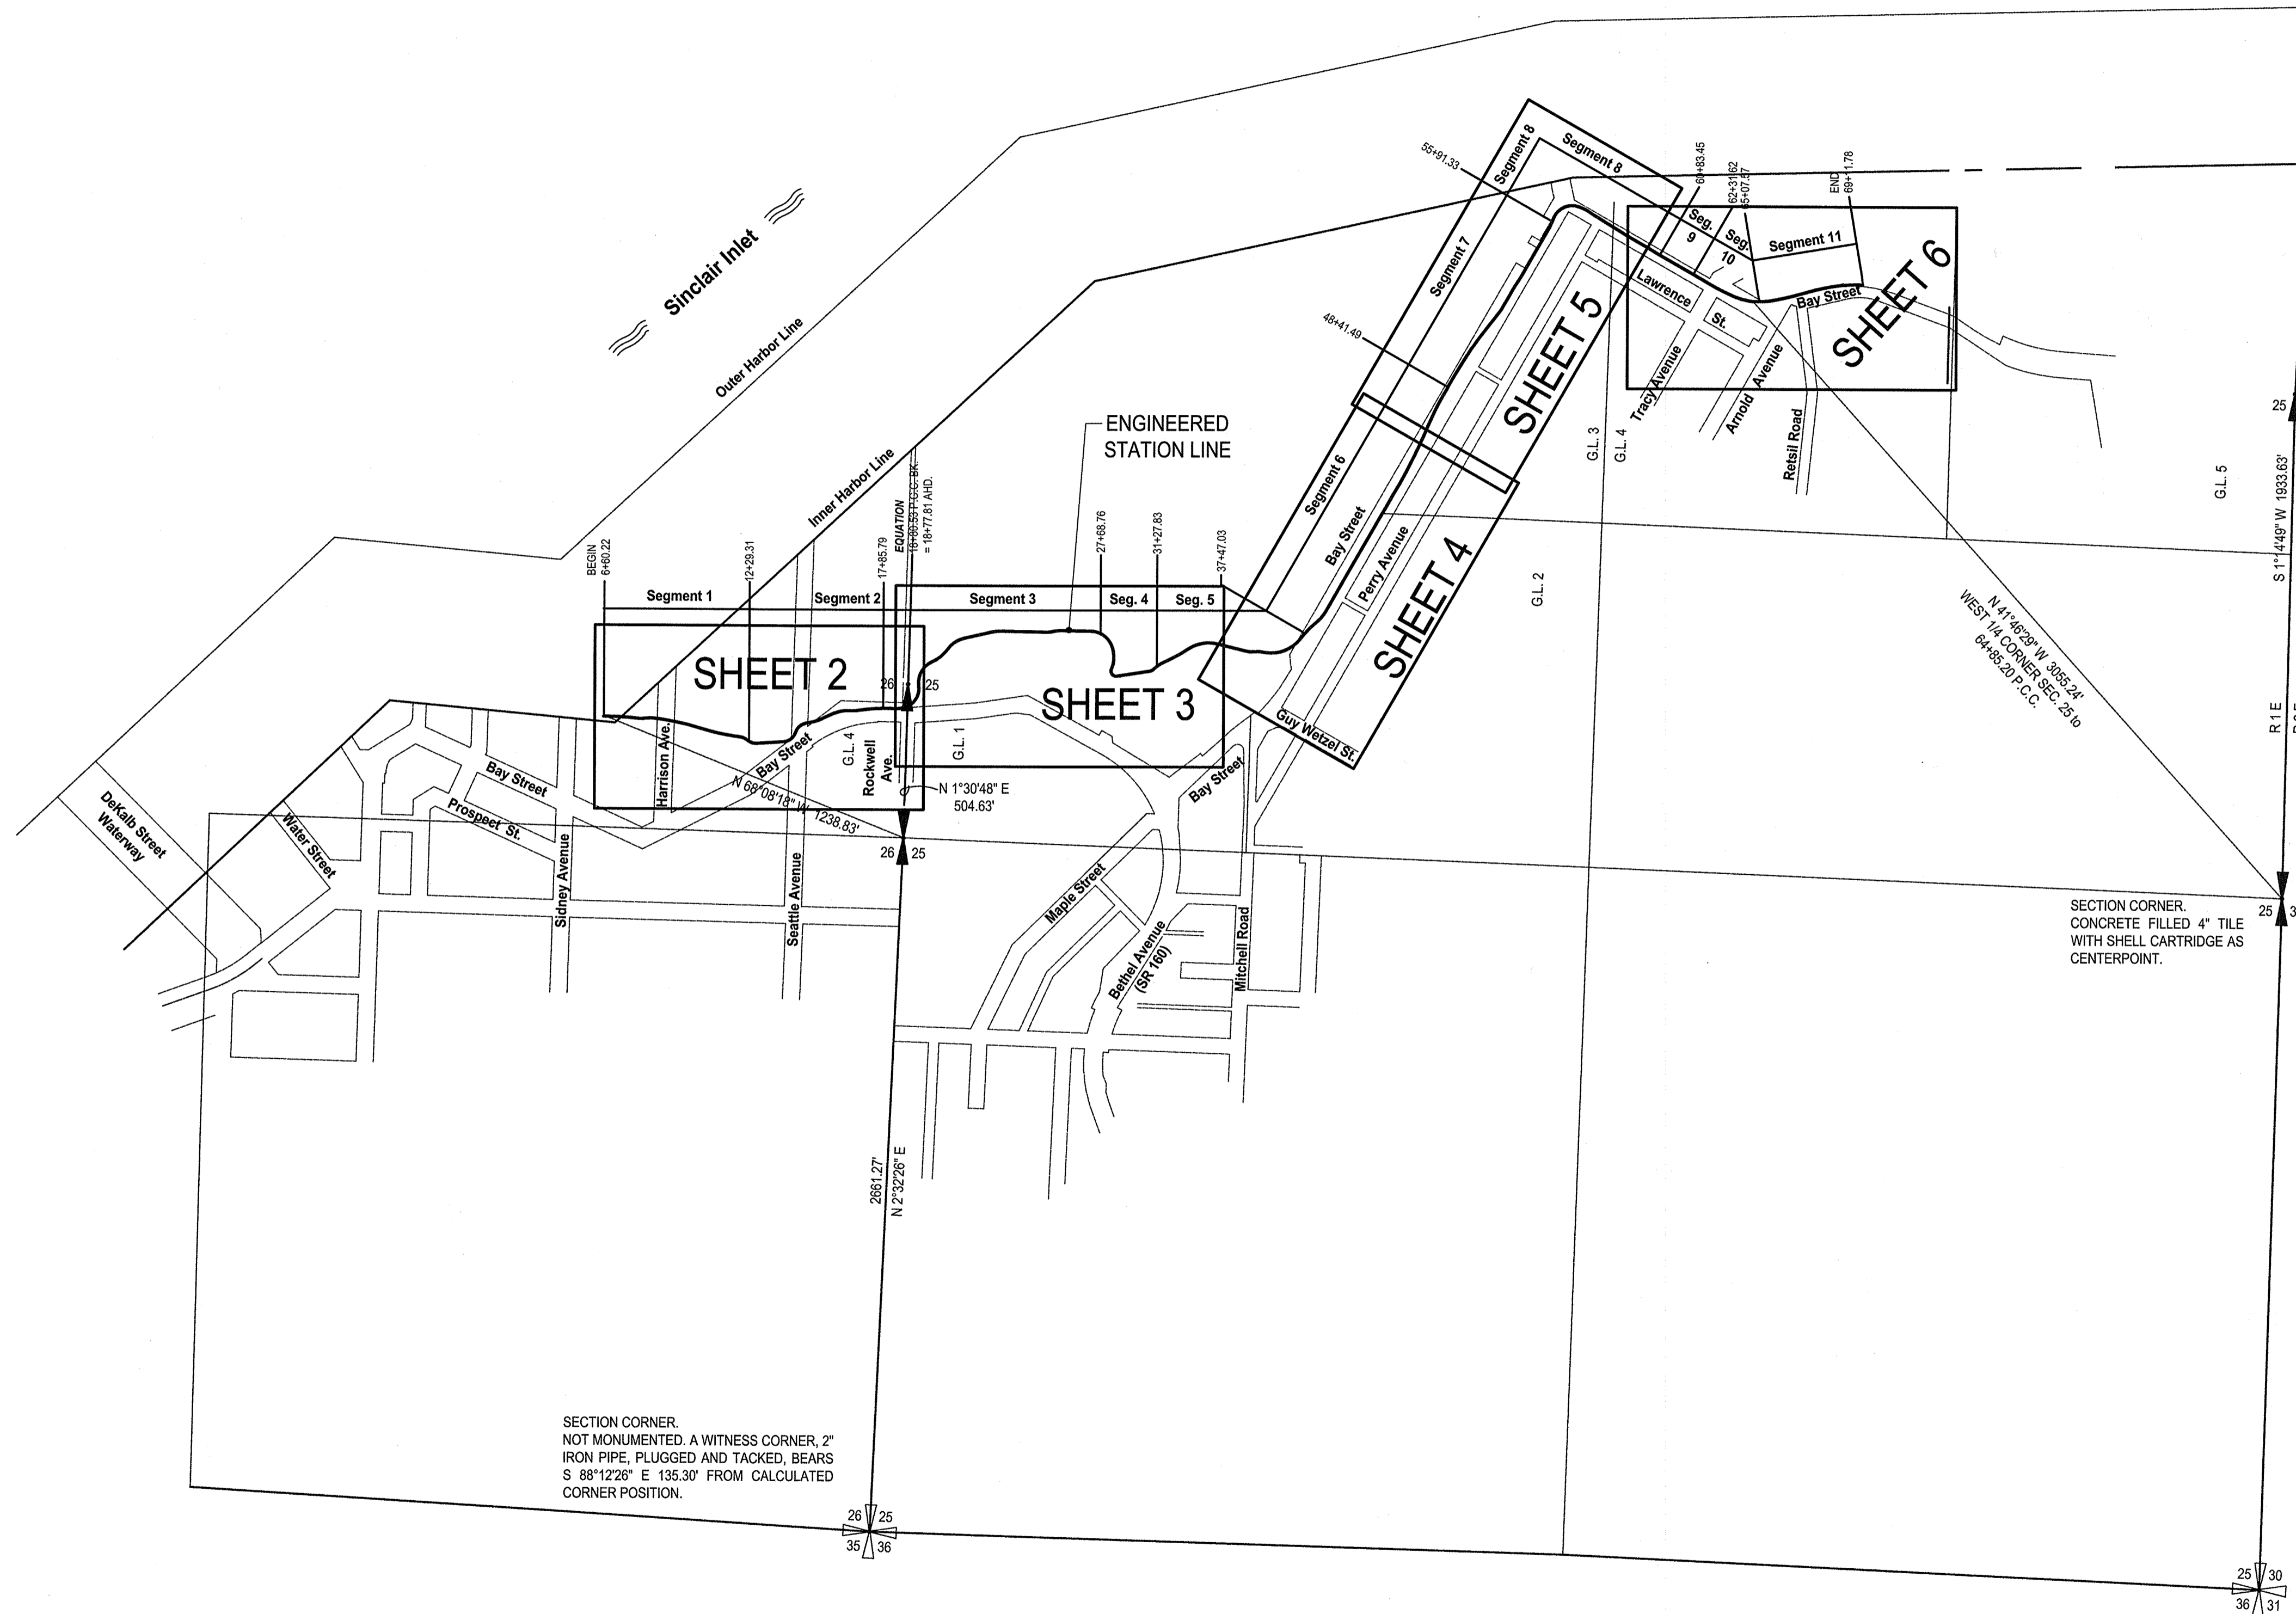 Sinclair Inlet
Outer Harbor Line
Inner Harbor Line
ENGINEERED
STATION LINE
BEGIN
6+60.22
12+29.31
17+85.79
EQUATION
= 18+77.81 AHD.
27+68.76
31+27.83
37+47.03
Segment 1
Segment 2
Segment 3
Seg. 4
Seg. 5
Segment 6
Segment 7
Segment 8
Segment 8
Seg.
9
Seg.
10
Segment 11
48+41.49
55+91.33
60+83.45
62+31.62
END
SHEET 2
SHEET 3
SHEET 4
SHEET 5
SHEET 6
26
25
G.L. 4
G.L. 1
Rockwell
Ave.
Harrison Ave.
Bay Street
N 68°08'18" W 1238.83'
N 1°30'48" E
504.63'
26
25
Bay Street
Prospect St.
Water Street
DeKalb Street
Waterway
Sidney Avenue
Seattle Avenue
Maple Street
Bethel Avenue
(SR 160)
Mitchell Road
Bay Street
Guy Wetzel St.
Bay Street
Perry Avenue
G.L. 2
G.L. 3
G.L. 4
Lawrence
St.
Tracy Avenue
Arnold Avenue
Retsil Road
Bay Street
G.L. 5
25
S 1°14'49" W 1933.63'
R 1 E
N 41°46'29" W 3055.24'
WEST 1/4 CORNER SEC. 25 to
64+85.20 P.C.C.
SECTION CORNER.
CONCRETE FILLED 4" TILE
WITH SHELL CARTRIDGE AS
CENTERPOINT.
25
2661.27'
N 2°32'26" E
SECTION CORNER.
NOT MONUMENTED. A WITNESS CORNER, 2"
IRON PIPE, PLUGGED AND TACKED, BEARS
S 88°12'26" E 135.30' FROM CALCULATED
CORNER POSITION.
26
25
35
36
25
30
36
31